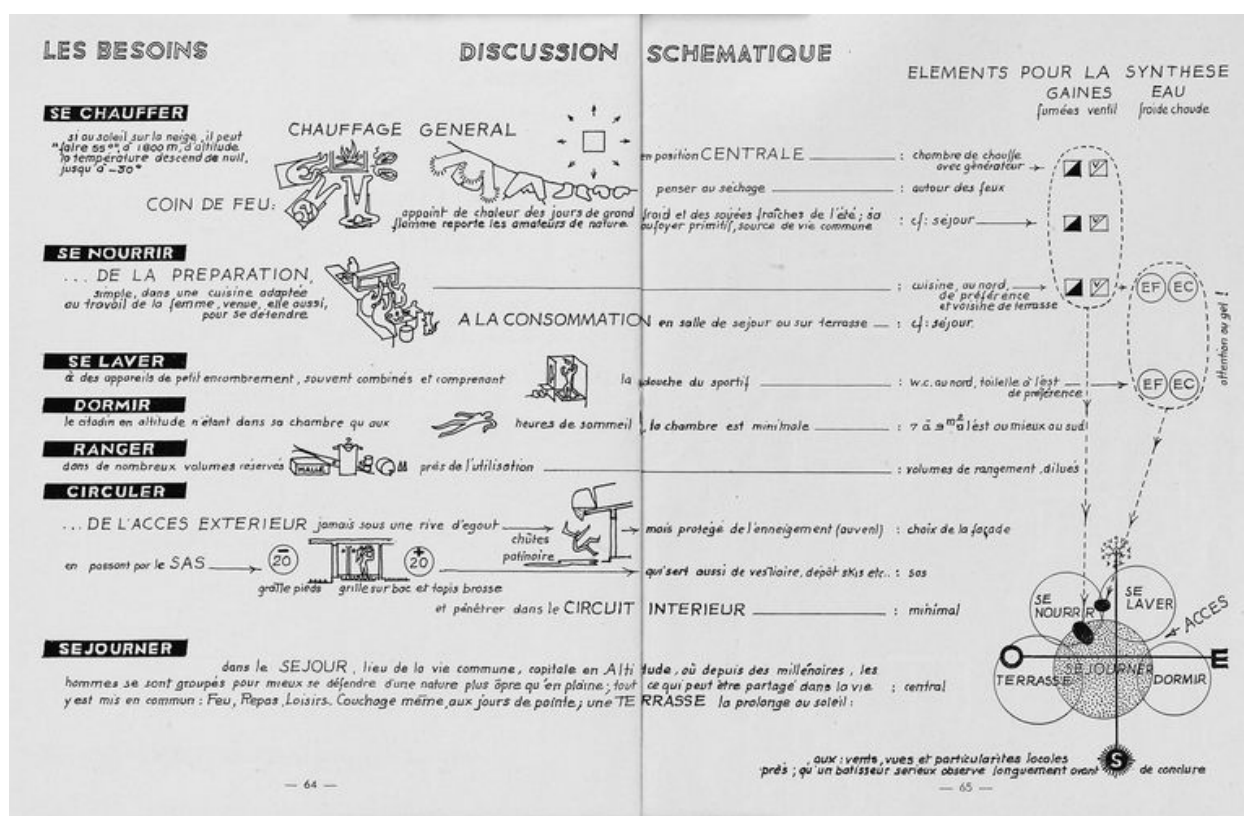 LES BESOINS
DISCUSSION SCHEMATIQUE
ELEMENTS POUR LA SYNTHESE
GAINES EAU
fumées ventil froide chaude
SE CHAUFFER
si au soleil sur la neige, il peut
faire 55°, à 1800 m, d'altitude
la température descend de nuit,
jusqu'à -30°
CHAUFFAGE GENERAL
en position CENTRALE : chambre de chauffe
avec générateur
penser au séchage : autour des feux
COIN DE FEU:
appoint de chaleur des jours de grand froid et des soirées fraîches de l'été; sa
flamme reporte les amateurs de nature au foyer primitif, source de vie commune
: cf: séjour
SE NOURRIR
... DE LA PREPARATION,
simple, dans une cuisine adaptée
au travail de la femme, venue, elle aussi,
pour se détendre
: cuisine, au nord,
de préférence
et voisine de terrasse
EF EC
A LA CONSOMMATION en salle de sejour ou sur terrasse : cf: séjour
attention au gel !
SE LAVER
à des appareils de petit encombrement, souvent combinés et comprenant la douche du sportif : w.c. au nord, toilette à l'est
de préférence
EF EC
DORMIR
le citadin en altitude n'étant dans sa chambre qu aux heures de sommeil, la chambre est minimale : 7 à 9 m2 à l'est ou mieux au sud
RANGER
dans de nombreux volumes réservés MALLE près de l'utilisation : volumes de rangement, dilués
CIRCULER
... DE L'ACCES EXTERIEUR jamais sous une rive d'egout
chûtes
patinoire
mais protégé de l'enneigement (auvent) : choix de la façade
en passant par le SAS -20 +20 qui sert aussi de vestiaire, dépôt skis etc.. : sas
gratte pieds grille sur bac et tapis brosse
et pénétrer dans le CIRCUIT INTERIEUR : minimal
SEJOURNER
dans le SEJOUR, lieu de la vie commune, capitale en Altitude, où depuis des millénaires, les
hommes se sont groupés pour mieux se défendre d'une nature plus âpre qu'en plaine; tout ce qui peut être partagé dans la vie : central
y est mis en commun : Feu, Repas, Loisirs. Couchage même, aux jours de pointe; une TERRASSE la prolonge au soleil :
SE
NOURRIR
SE
LAVER
ACCES
O
E
SEJOURNER
TERRASSE
DORMIR
S
aux : vents, vues et particularités locales
près ; qu'un batisseur serieux observe longuement avant de conclure
— 64 —
— 65 —